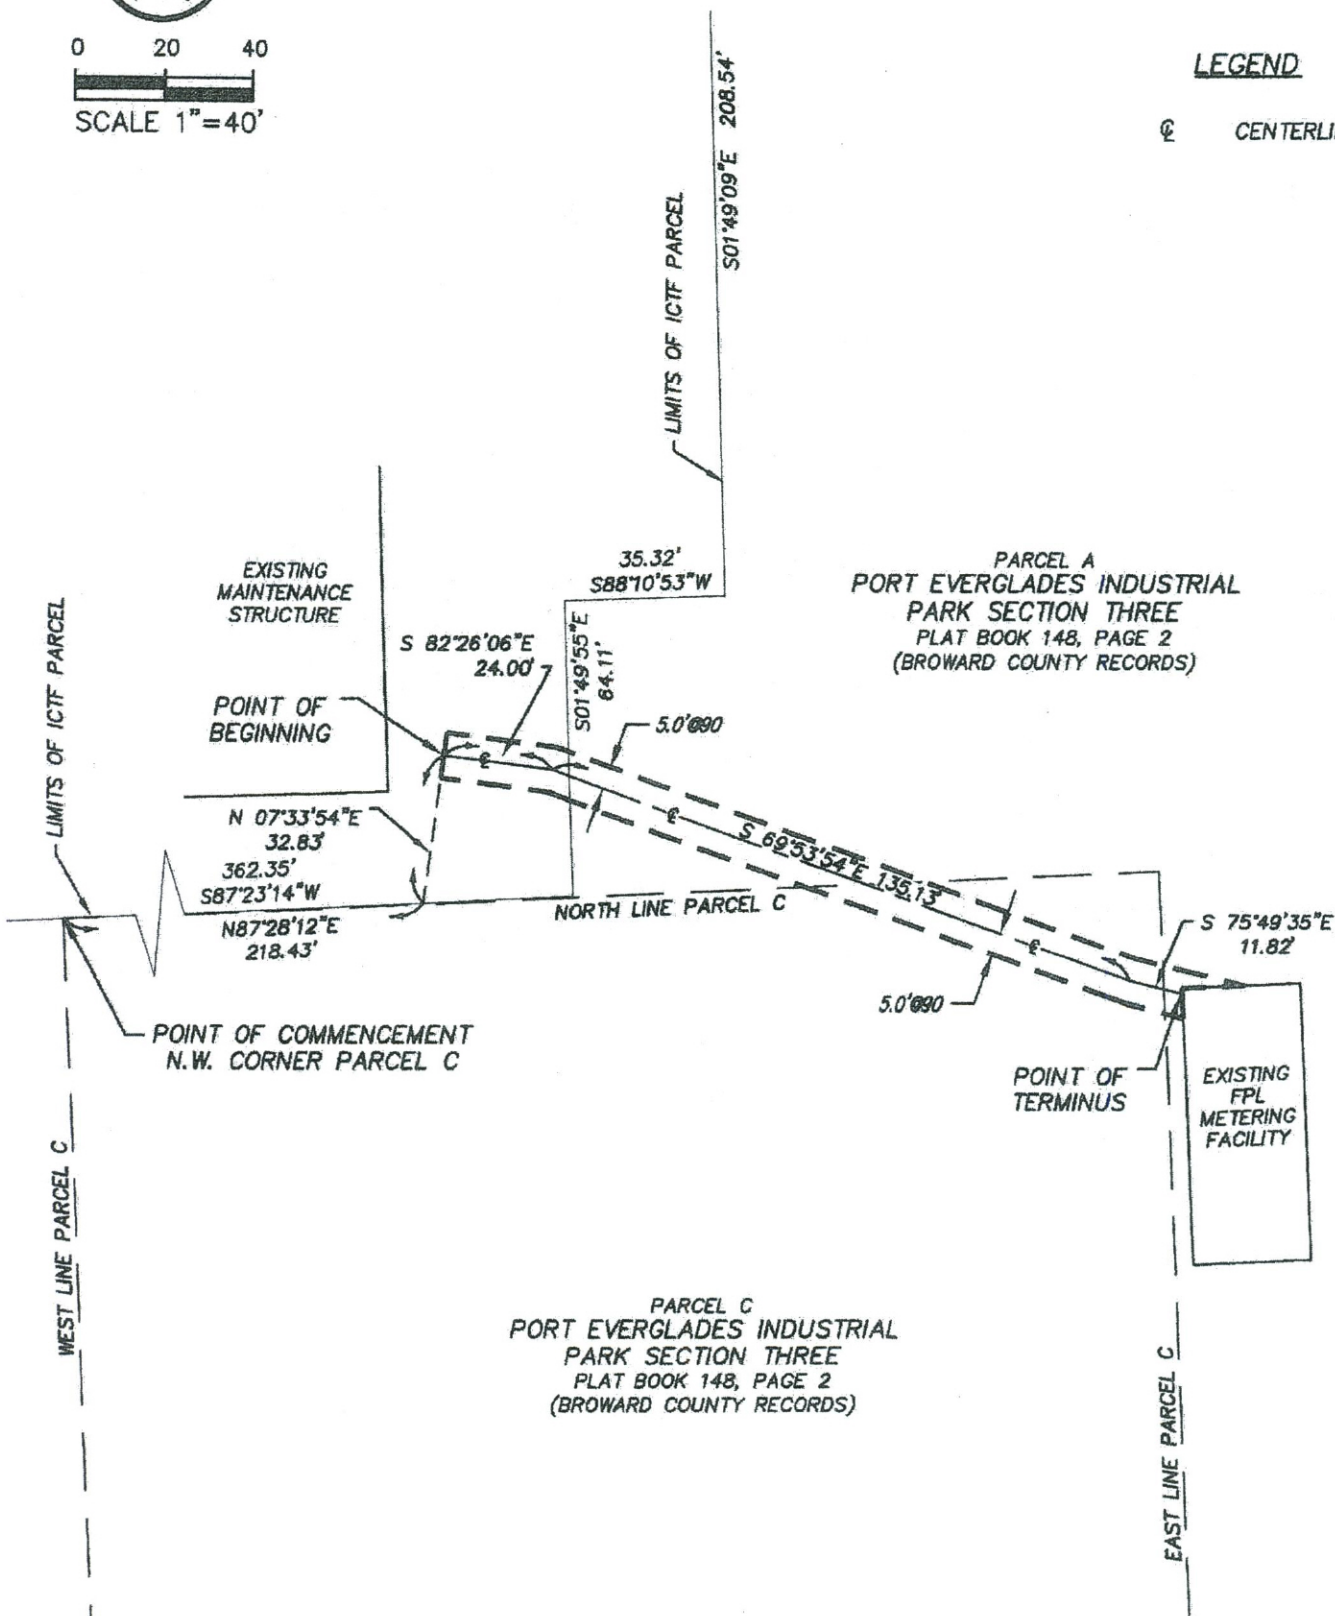 0 20 40
SCALE 1"=40'
LEGEND
℄ CENTERLI
S01°49'09"E 208.54'
LIMITS OF ICTF PARCEL
35.32'
S88°10'53"W
PARCEL A
PORT EVERGLADES INDUSTRIAL
PARK SECTION THREE
PLAT BOOK 148, PAGE 2
(BROWARD COUNTY RECORDS)
EXISTING
MAINTENANCE
STRUCTURE
LIMITS OF ICTF PARCEL
S 82°26'06"E
24.00'
S01°49'55"E
64.11'
POINT OF
BEGINNING
5.0'@90
℄
N 07°33'54"E
32.83'
362.35'
S87°23'14"W
℄
S 69°53'54"E 135.13'
N87°28'12"E
218.43'
NORTH LINE PARCEL C
℄
S 75°49'35"E
11.82'
5.0'@90
POINT OF COMMENCEMENT
N.W. CORNER PARCEL C
POINT OF
TERMINUS
EXISTING
FPL
METERING
FACILITY
WEST LINE PARCEL C
PARCEL C
PORT EVERGLADES INDUSTRIAL
PARK SECTION THREE
PLAT BOOK 148, PAGE 2
(BROWARD COUNTY RECORDS)
EAST LINE PARCEL C